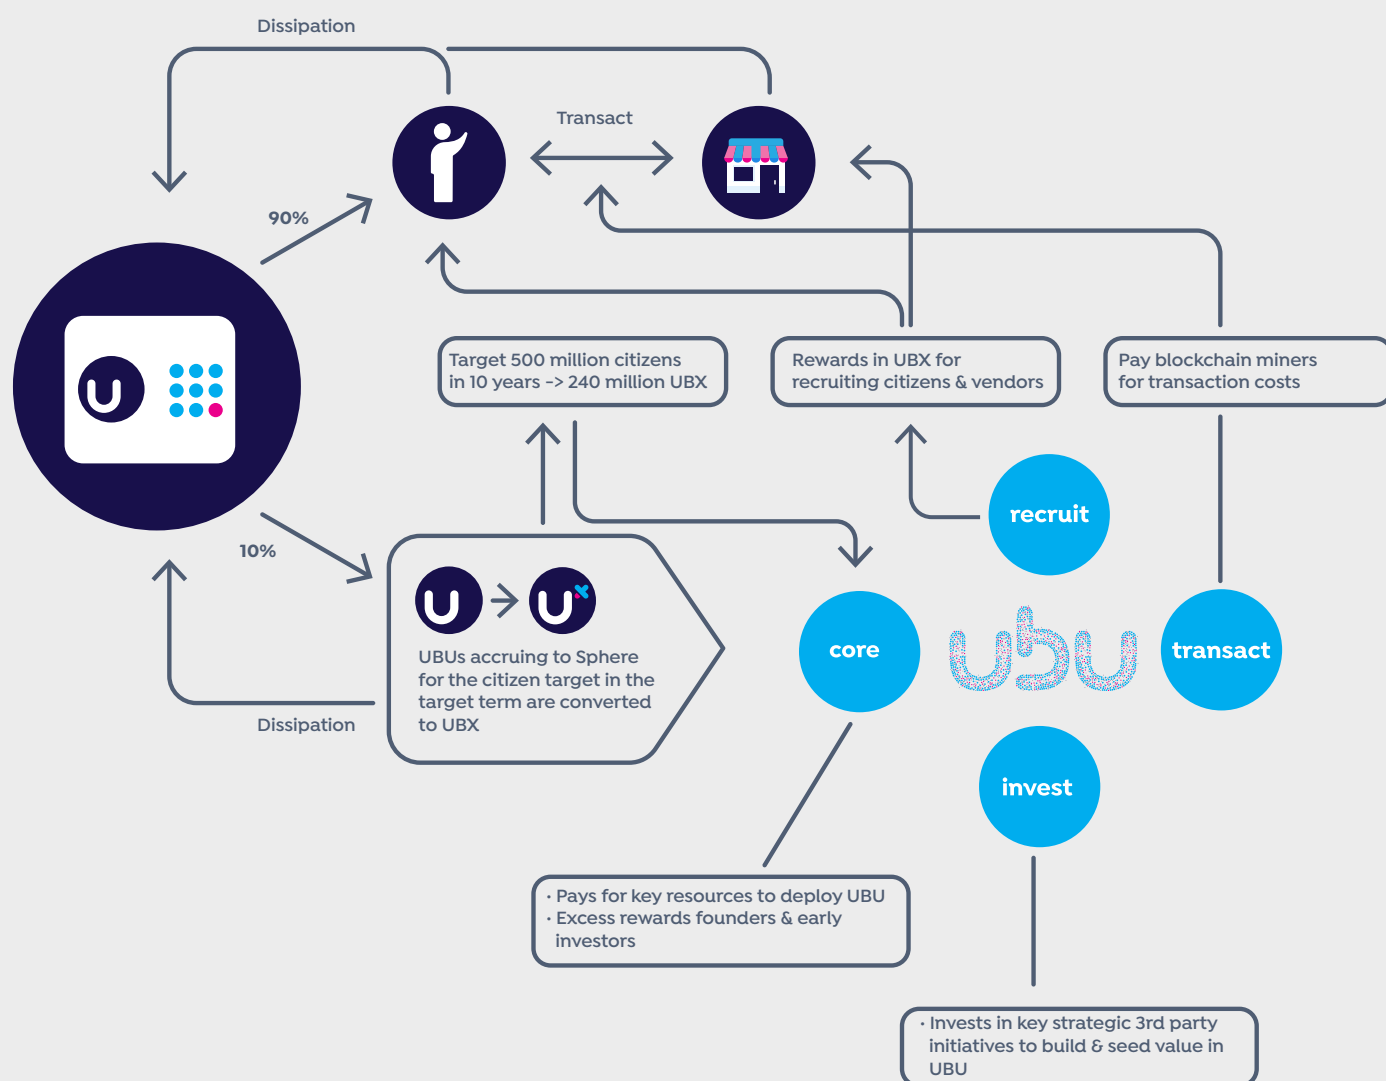 Dissipation
Transact
90%
Target 500 million citizens
in 10 years -> 240 million UBX
Rewards in UBX for
recruiting citizens & vendors
Pay blockchain miners
for transaction costs
recruit
10%
UBUs accruing to Sphere
for the citizen target in the
target term are converted
to UBX
core
ubu
transact
Dissipation
invest
· Pays for key resources to deploy UBU
· Excess rewards founders & early
investors
· Invests in key strategic 3rd party
initiatives to build & seed value in
UBU